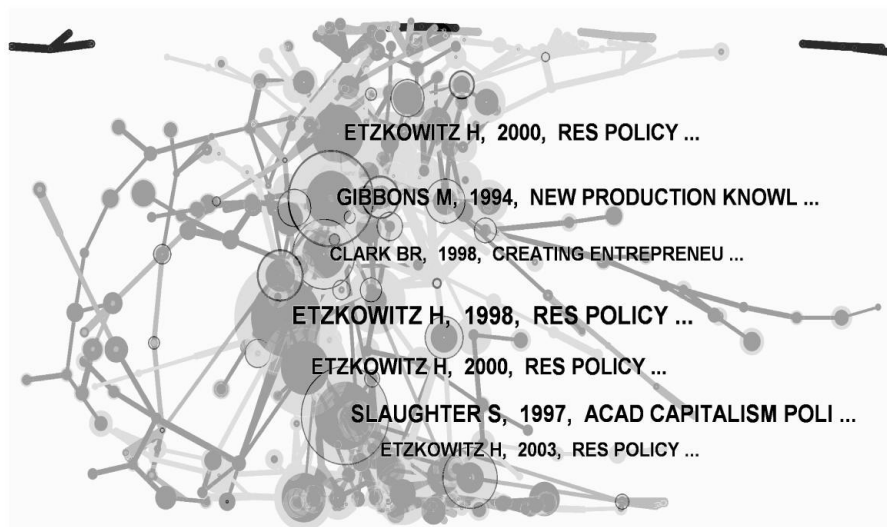 ETZKOWITZ H, 2000, RES POLICY ...
GIBBONS M, 1994, NEW PRODUCTION KNOWL ...
CLARK BR, 1998, CREATING ENTREPRENEU ...
ETZKOWITZ H, 1998, RES POLICY ...
ETZKOWITZ H, 2000, RES POLICY ...
SLAUGHTER S, 1997, ACAD CAPITALISM POLI ...
ETZKOWITZ H, 2003, RES POLICY ...